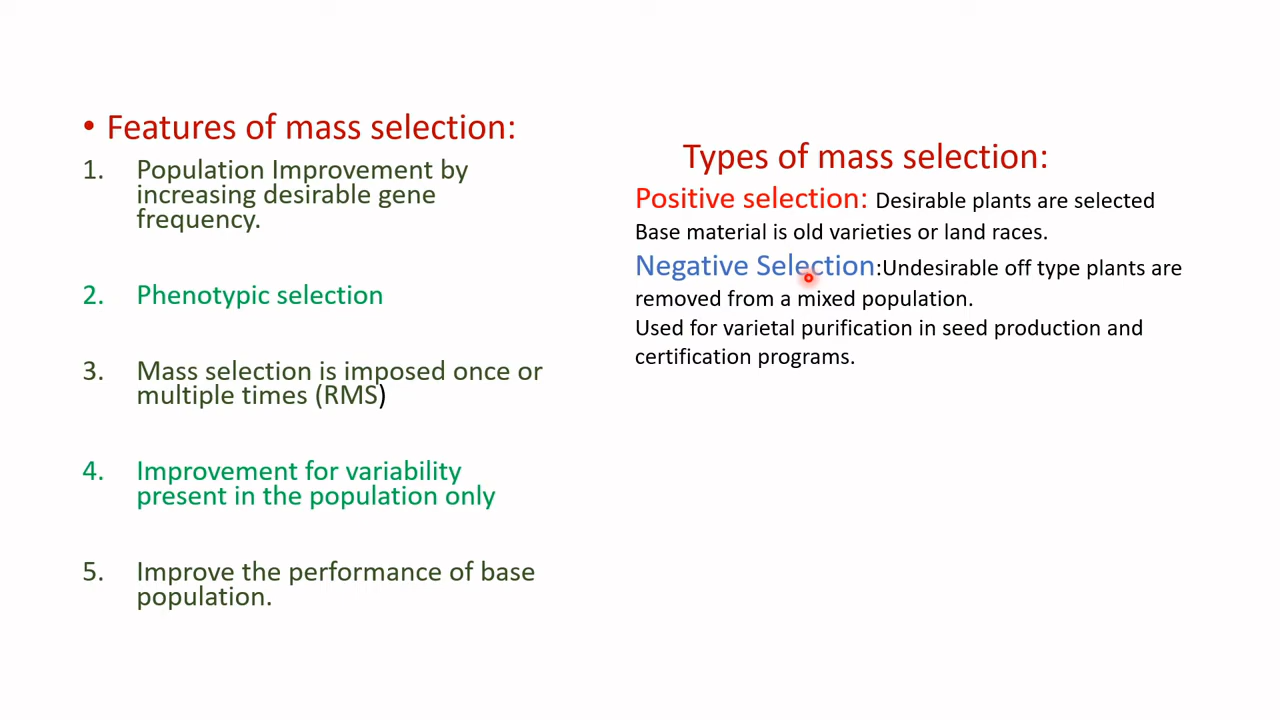 • Features of mass selection:
1. Population Improvement by
increasing desirable gene
frequency.
2. Phenotypic selection
3. Mass selection is imposed once or
multiple times (RMS)
4. Improvement for variability
present in the population only
5. Improve the performance of base
population.
Types of mass selection:
Positive selection: Desirable plants are selected
Base material is old varieties or land races.
Negative Selection:Undesirable off type plants are
removed from a mixed population.
Used for varietal purification in seed production and
certification programs.